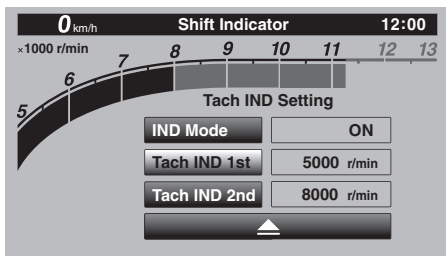 0 km/h Shift Indicator 12:00
×1000 r/min
5 6 7 8 9 10 11 12 13
Tach IND Setting
IND Mode ON
Tach IND 1st 5000 r/min
Tach IND 2nd 8000 r/min